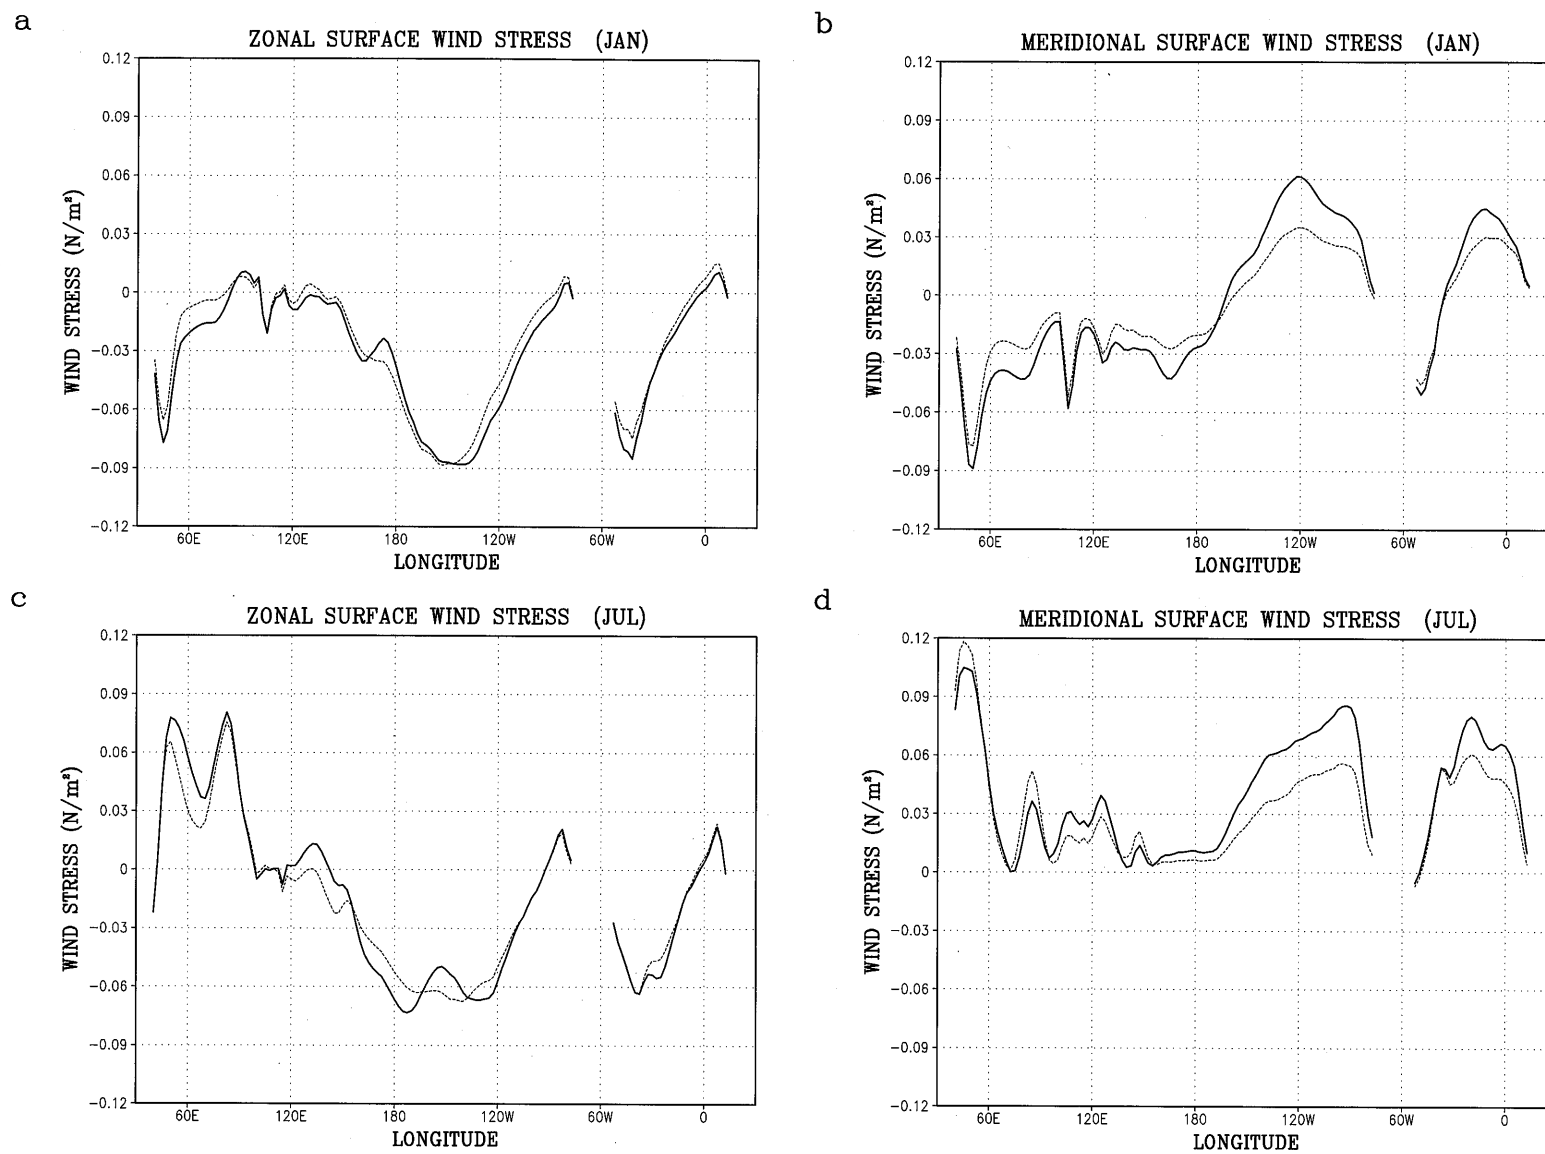 a
ZONAL SURFACE WIND STRESS (JAN)
WIND STRESS (N/m²)
0.12
0.09
0.06
0.03
0
−0.03
−0.06
−0.09
−0.12
60E 120E 180 120W 60W 0
LONGITUDE
b
MERIDIONAL SURFACE WIND STRESS (JAN)
WIND STRESS (N/m²)
0.12
0.09
0.06
0.03
0
−0.03
−0.06
−0.09
−0.12
60E 120E 180 120W 60W 0
LONGITUDE
c
ZONAL SURFACE WIND STRESS (JUL)
WIND STRESS (N/m²)
0.12
0.09
0.06
0.03
0
−0.03
−0.06
−0.09
−0.12
60E 120E 180 120W 60W 0
LONGITUDE
d
MERIDIONAL SURFACE WIND STRESS (JUL)
WIND STRESS (N/m²)
0.12
0.09
0.06
0.03
0
−0.03
−0.06
−0.09
−0.12
60E 120E 180 120W 60W 0
LONGITUDE